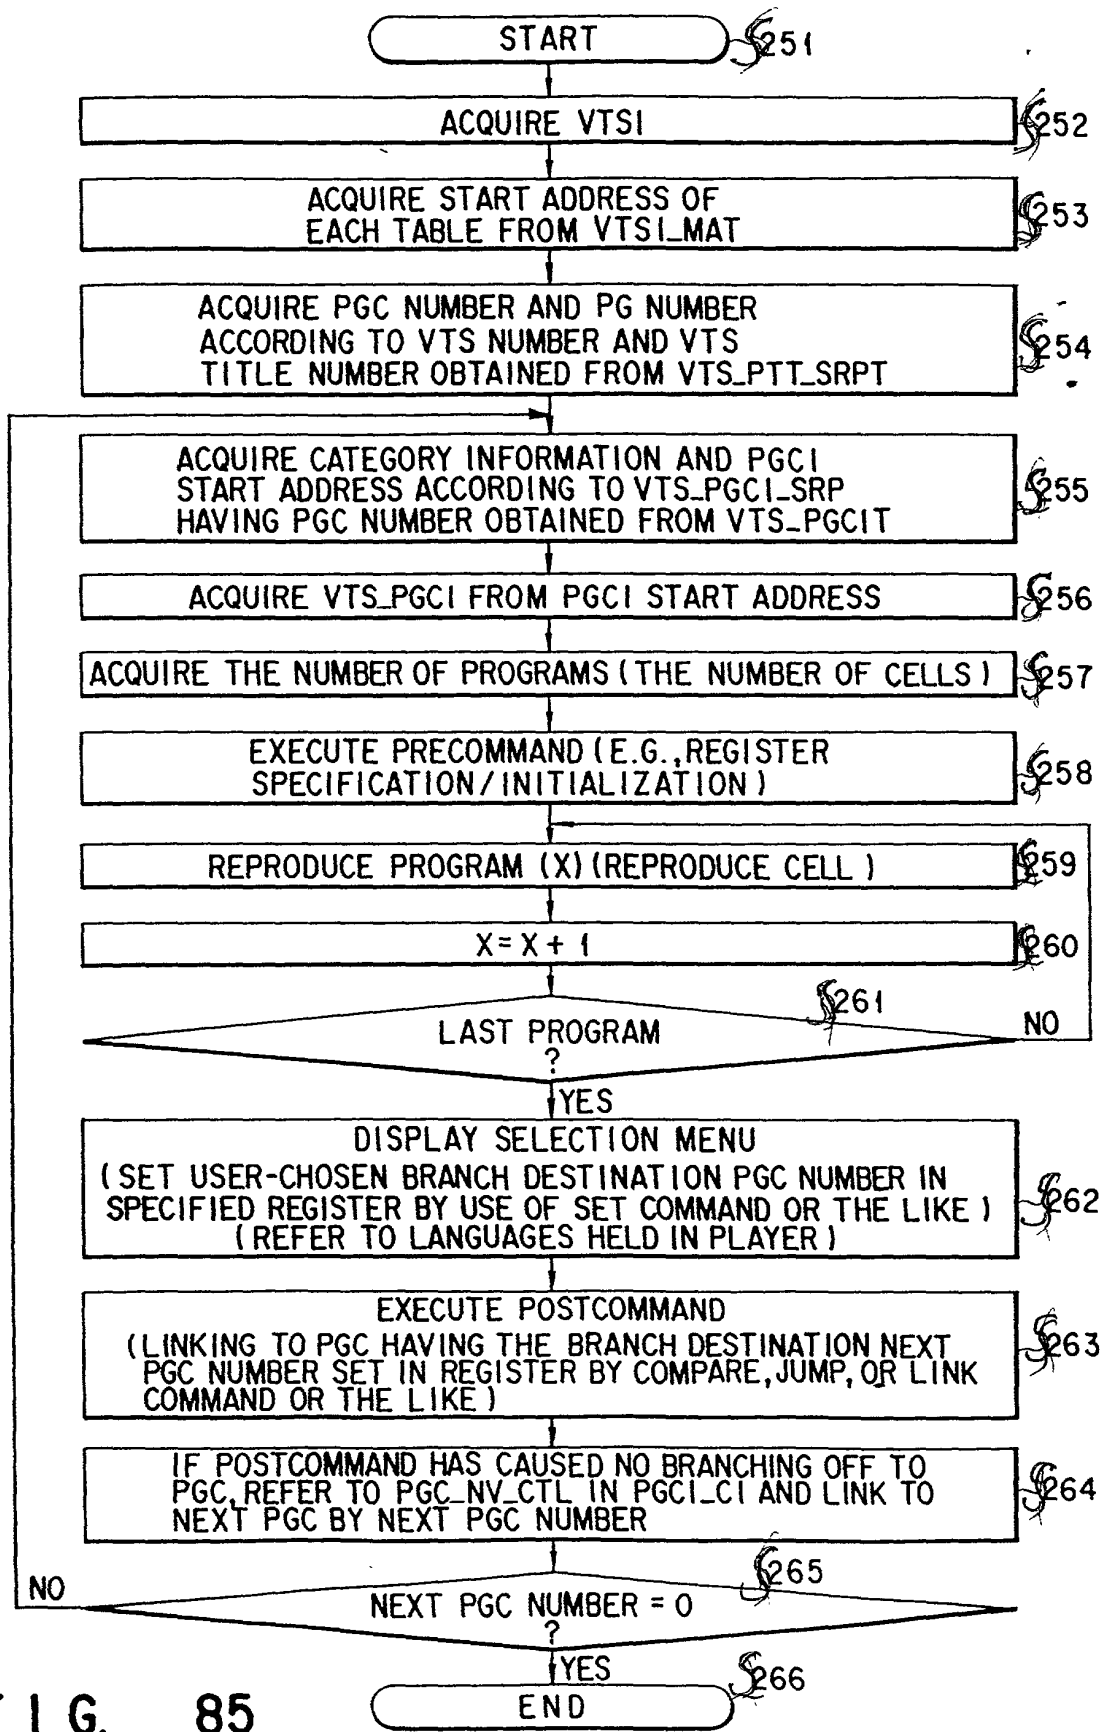 START S251
ACQUIRE VTSI S252
ACQUIRE START ADDRESS OF
EACH TABLE FROM VTSI_MAT S253
ACQUIRE PGC NUMBER AND PG NUMBER
ACCORDING TO VTS NUMBER AND VTS S254
TITLE NUMBER OBTAINED FROM VTS_PTT_SRPT
ACQUIRE CATEGORY INFORMATION AND PGCI
START ADDRESS ACCORDING TO VTS_PGCI_SRP S255
HAVING PGC NUMBER OBTAINED FROM VTS_PGCIT
ACQUIRE VTS_PGCI FROM PGCI START ADDRESS S256
ACQUIRE THE NUMBER OF PROGRAMS (THE NUMBER OF CELLS) S257
EXECUTE PRECOMMAND (E.G.,REGISTER
SPECIFICATION/INITIALIZATION) S258
REPRODUCE PROGRAM (X) (REPRODUCE CELL) S259
X=X+1 S260
S261
LAST PROGRAM NO
?
YES
DISPLAY SELECTION MENU
(SET USER-CHOSEN BRANCH DESTINATION PGC NUMBER IN
SPECIFIED REGISTER BY USE OF SET COMMAND OR THE LIKE) S262
(REFER TO LANGUAGES HELD IN PLAYER)
EXECUTE POSTCOMMAND
(LINKING TO PGC HAVING THE BRANCH DESTINATION NEXT S263
PGC NUMBER SET IN REGISTER BY COMPARE, JUMP, OR LINK
COMMAND OR THE LIKE)
IF POSTCOMMAND HAS CAUSED NO BRANCHING OFF TO
PGC, REFER TO PGC_NV_CTL IN PGCI_CI AND LINK TO S264
NEXT PGC BY NEXT PGC NUMBER
S265
NO NEXT PGC NUMBER = 0
?
YES
S266
END
IG. 85